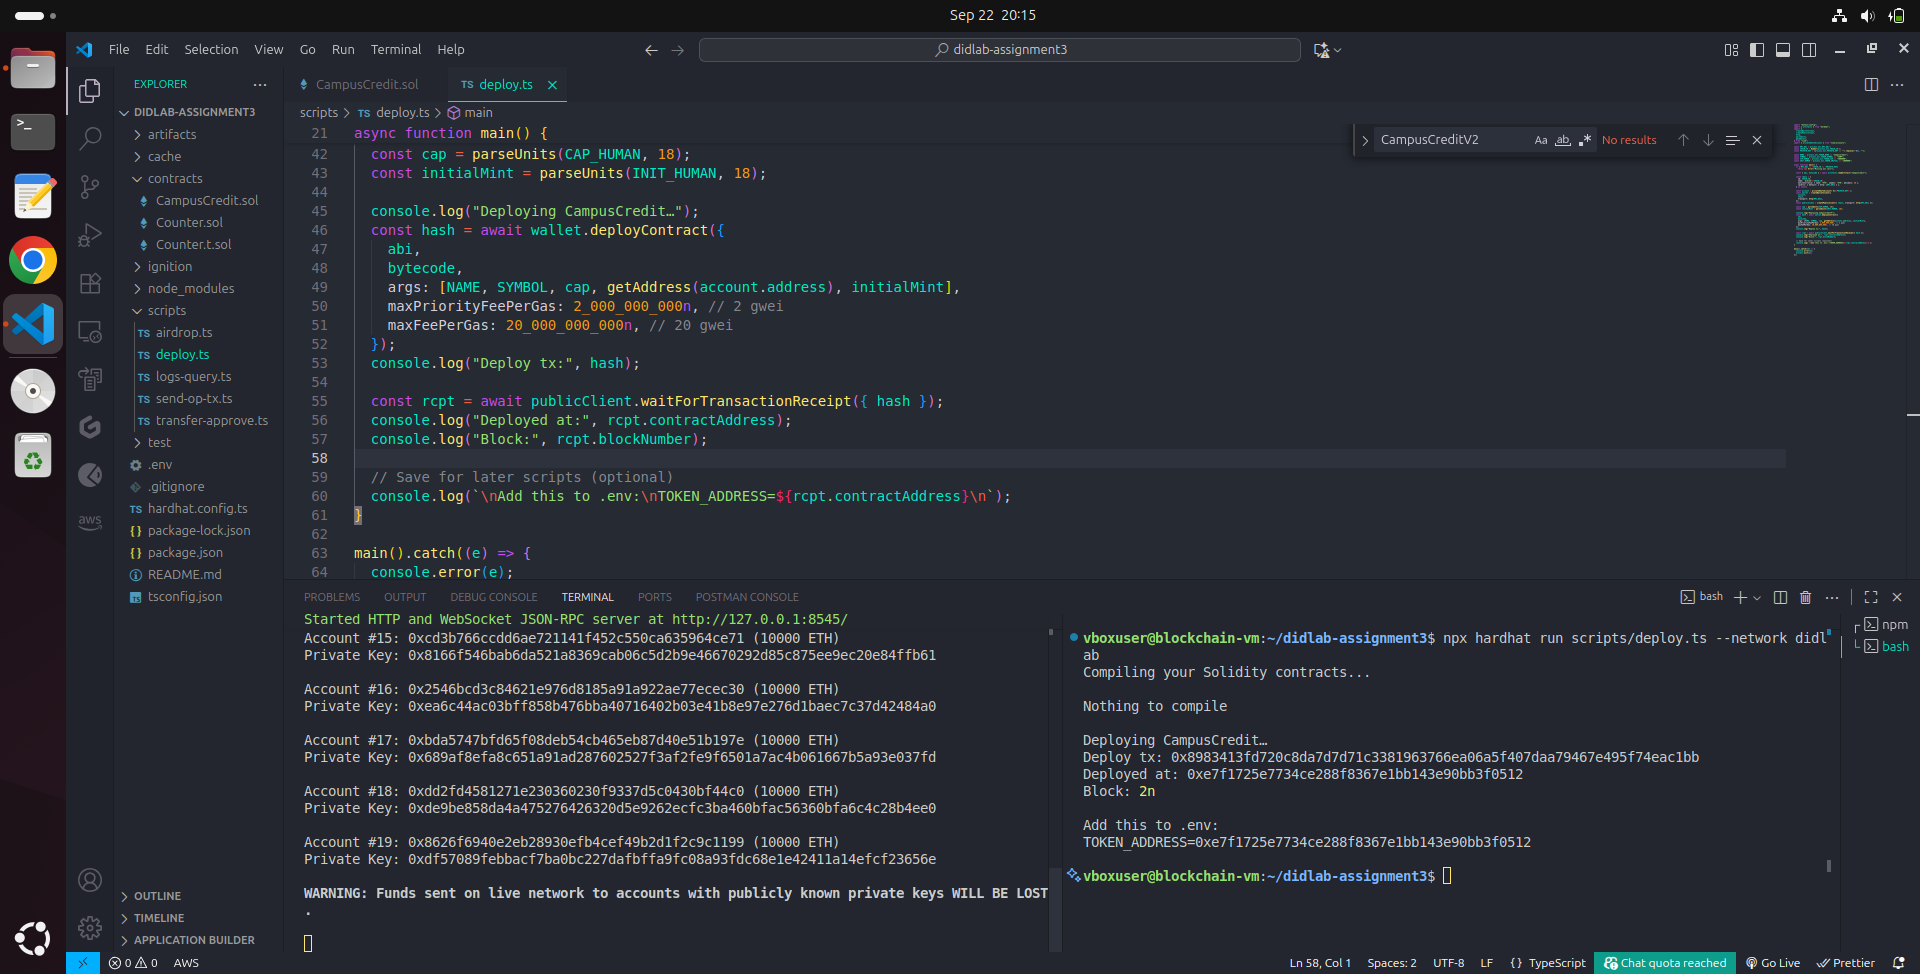 Sep 22 20:15
File Edit Selection View Go Run Terminal Help
didlab-assignment3
EXPLORER
DIDLAB-ASSIGNMENT3
artifacts
cache
contracts
CampusCredit.sol
Counter.sol
Counter.t.sol
ignition
node_modules
scripts
TS airdrop.ts
TS deploy.ts
TS logs-query.ts
TS send-op-tx.ts
TS transfer-approve.ts
test
.env
.gitignore
TS hardhat.config.ts
{} package-lock.json
{} package.json
README.md
tsconfig.json
OUTLINE
TIMELINE
APPLICATION BUILDER
aws
CampusCredit.sol
TS deploy.ts
scripts > TS deploy.ts > main
CampusCreditV2 Aa ab .* No results
21 async function main() {
42 const cap = parseUnits(CAP_HUMAN, 18);
43 const initialMint = parseUnits(INIT_HUMAN, 18);
44
45 console.log("Deploying CampusCredit…");
46 const hash = await wallet.deployContract({
47 abi,
48 bytecode,
49 args: [NAME, SYMBOL, cap, getAddress(account.address), initialMint],
50 maxPriorityFeePerGas: 2_000_000_000n, // 2 gwei
51 maxFeePerGas: 20_000_000_000n, // 20 gwei
52 });
53 console.log("Deploy tx:", hash);
54
55 const rcpt = await publicClient.waitForTransactionReceipt({ hash });
56 console.log("Deployed at:", rcpt.contractAddress);
57 console.log("Block:", rcpt.blockNumber);
58
59 // Save for later scripts (optional)
60 console.log(`\nAdd this to .env:\nTOKEN_ADDRESS=${rcpt.contractAddress}\n`);
61 }
62
63 main().catch((e) => {
64 console.error(e);
PROBLEMS OUTPUT DEBUG CONSOLE TERMINAL PORTS POSTMAN CONSOLE
bash
Started HTTP and WebSocket JSON-RPC server at http://127.0.0.1:8545/
Account #15: 0xcd3b766ccdd6ae721141f452c550ca635964ce71 (10000 ETH)
Private Key: 0x8166f546bab6da521a8369cab06c5d2b9e46670292d85c875ee9ec20e84ffb61
Account #16: 0x2546bcd3c84621e976d8185a91a922ae77ecec30 (10000 ETH)
Private Key: 0xea6c44ac03bff858b476bba40716402b03e41b8e97e276d1baec7c37d42484a0
Account #17: 0xbda5747bfd65f08deb54cb465eb87d40e51b197e (10000 ETH)
Private Key: 0x689af8efa8c651a91ad287602527f3af2fe9f6501a7ac4b061667b5a93e037fd
Account #18: 0xdd2fd4581271e230360230f9337d5c0430bf44c0 (10000 ETH)
Private Key: 0xde9be858da4a475276426320d5e9262ecfc3ba460bfac56360bfa6c4c28b4ee0
Account #19: 0x8626f6940e2eb28930efb4cef49b2d1f2c9c1199 (10000 ETH)
Private Key: 0xdf57089febbacf7ba0bc227dafbffa9fc08a93fdc68e1e42411a14efcf23656e
WARNING: Funds sent on live network to accounts with publicly known private keys WILL BE LOST
.
vboxuser@blockchain-vm:~/didlab-assignment3$ npx hardhat run scripts/deploy.ts --network didl
ab
Compiling your Solidity contracts...
Nothing to compile
Deploying CampusCredit…
Deploy tx: 0x8983413fd720c8da7d7d71c3381963766ea06a5f407daa79467e495f74eac1bb
Deployed at: 0xe7f1725e7734ce288f8367e1bb143e90bb3f0512
Block: 2n
Add this to .env:
TOKEN_ADDRESS=0xe7f1725e7734ce288f8367e1bb143e90bb3f0512
vboxuser@blockchain-vm:~/didlab-assignment3$
npm
bash
0 0 AWS
Ln 58, Col 1 Spaces: 2 UTF-8 LF {} TypeScript Chat quota reached Go Live Prettier